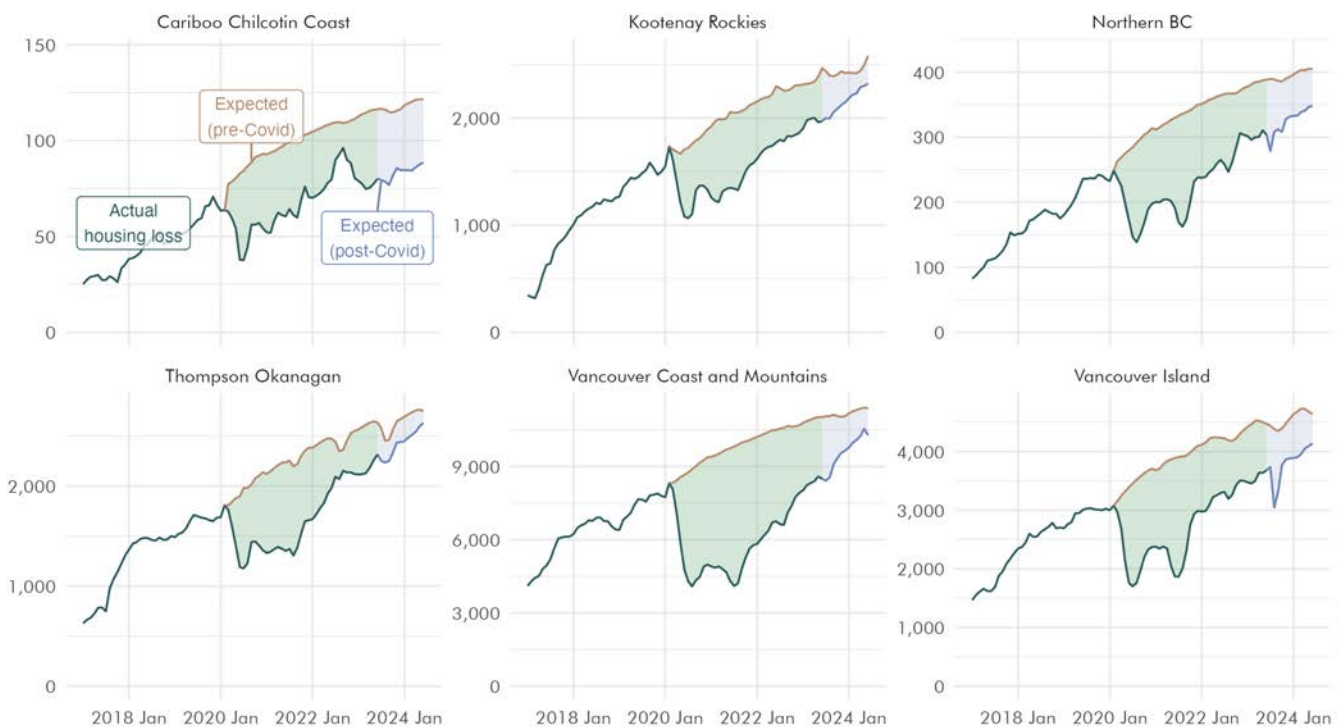 Cariboo Chilcotin Coast
Kootenay Rockies
Northern BC
150
100
50
0
Expected
(pre-Covid)
Actual
housing loss
Expected
(post-Covid)
2,000
1,000
0
400
300
200
100
0
Thompson Okanagan
Vancouver Coast and Mountains
Vancouver Island
2,000
1,000
0
9,000
6,000
3,000
0
4,000
3,000
2,000
1,000
0
2018 Jan 2020 Jan 2022 Jan 2024 Jan
2018 Jan 2020 Jan 2022 Jan 2024 Jan
2018 Jan 2020 Jan 2022 Jan 2024 Jan